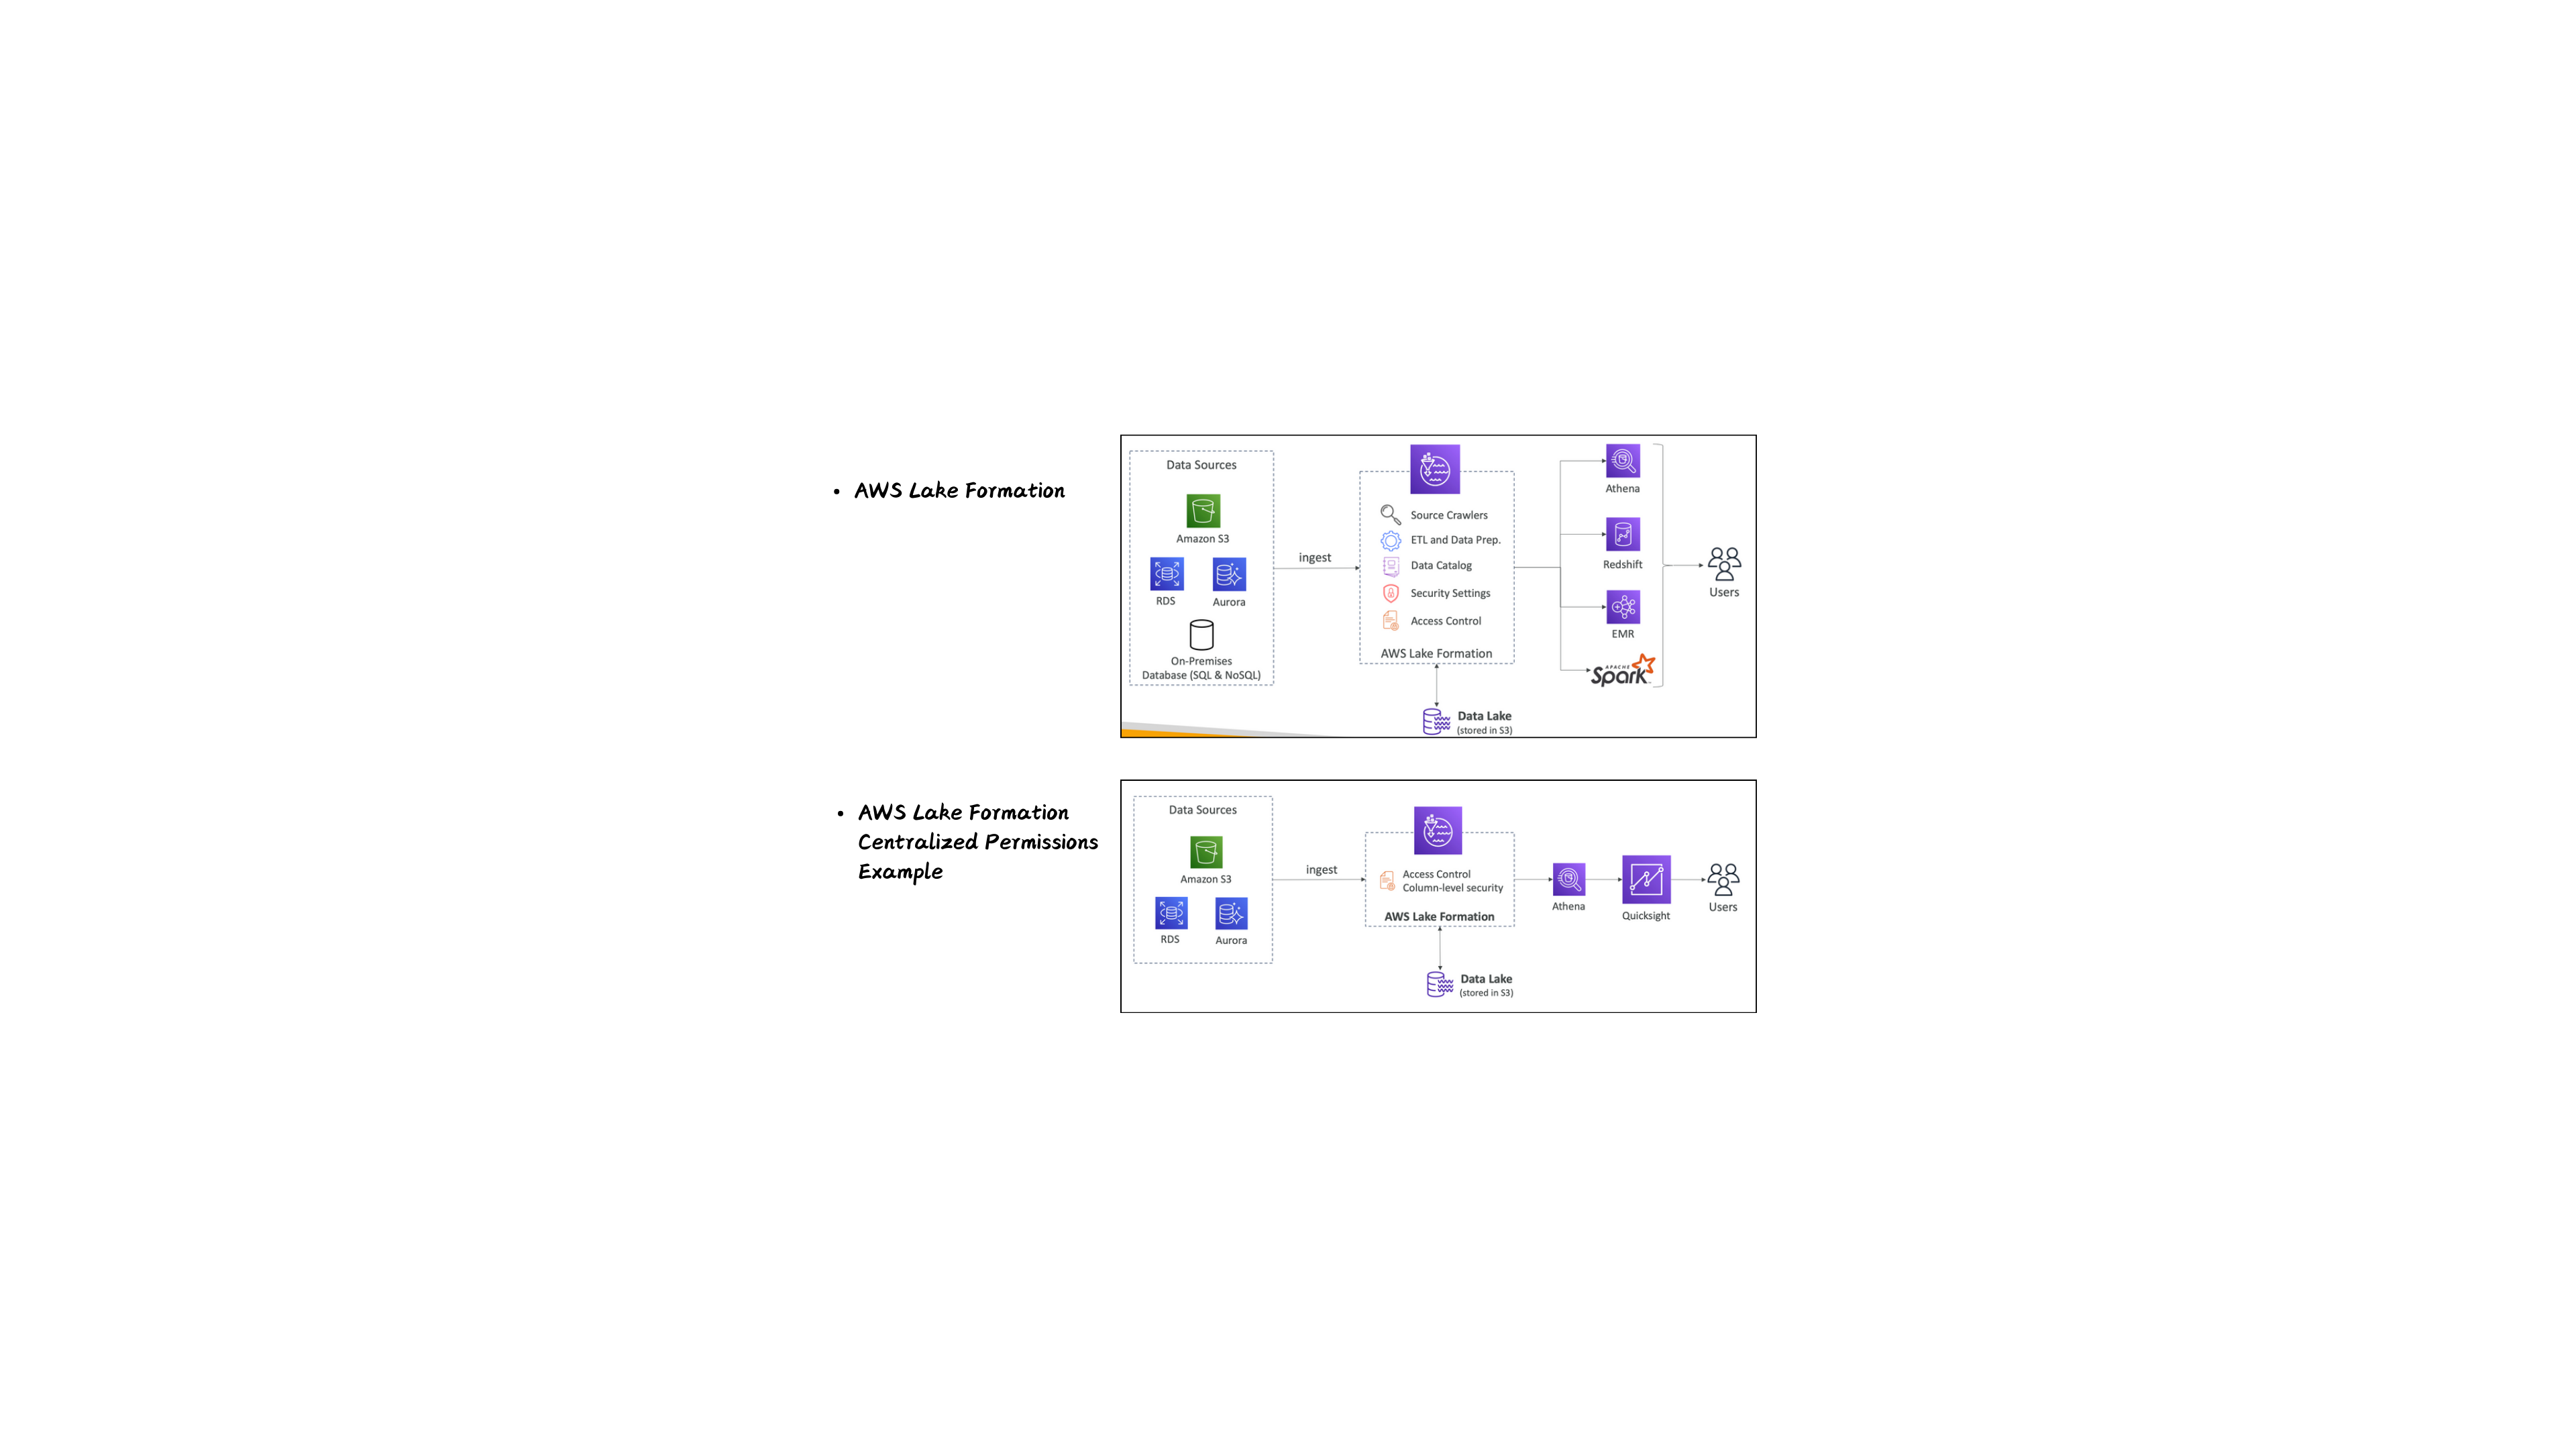 • AWS Lake Formation
Data Sources
Amazon S3
RDS
Aurora
On-Premises
Database (SQL & NoSQL)
ingest
Source Crawlers
ETL and Data Prep.
Data Catalog
Security Settings
Access Control
AWS Lake Formation
Data Lake
(stored in S3)
Athena
Redshift
EMR
APACHE
Spark
Users
• AWS Lake Formation
Centralized Permissions
Example
Data Sources
Amazon S3
RDS
Aurora
ingest
Access Control
Column-level security
AWS Lake Formation
Data Lake
(stored in S3)
Athena
Quicksight
Users